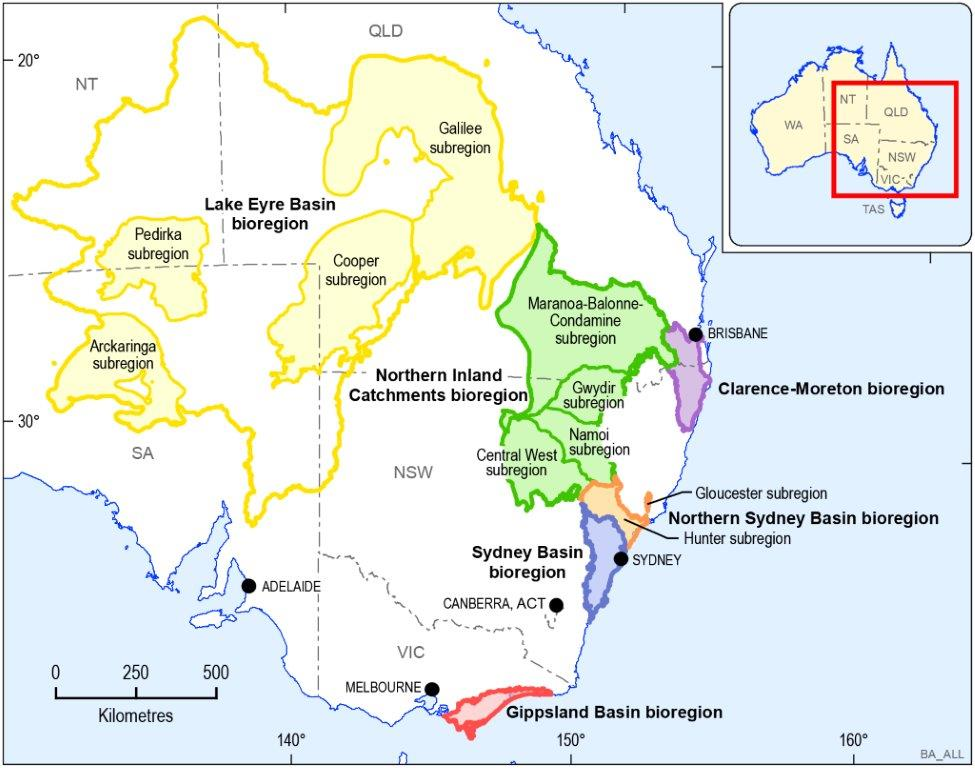 20°
QLD
NT
Galilee
subregion
Lake Eyre Basin
bioregion
Pedirka
subregion
Cooper
subregion
Maranoa-Balonne-
Condamine
subregion
BRISBANE
Arckaringa
subregion
Northern Inland
Catchments bioregion
Gwydir
subregion
Clarence-Moreton bioregion
30°
SA
NSW
Namoi
subregion
Central West
subregion
Gloucester subregion
Northern Sydney Basin bioregion
Hunter subregion
Sydney Basin
bioregion
SYDNEY
ADELAIDE
CANBERRA, ACT
VIC
0 250 500
Kilometres
MELBOURNE
Gippsland Basin bioregion
140°
150°
160°
BA_ALL
WA
NT
QLD
SA
NSW
VIC
TAS